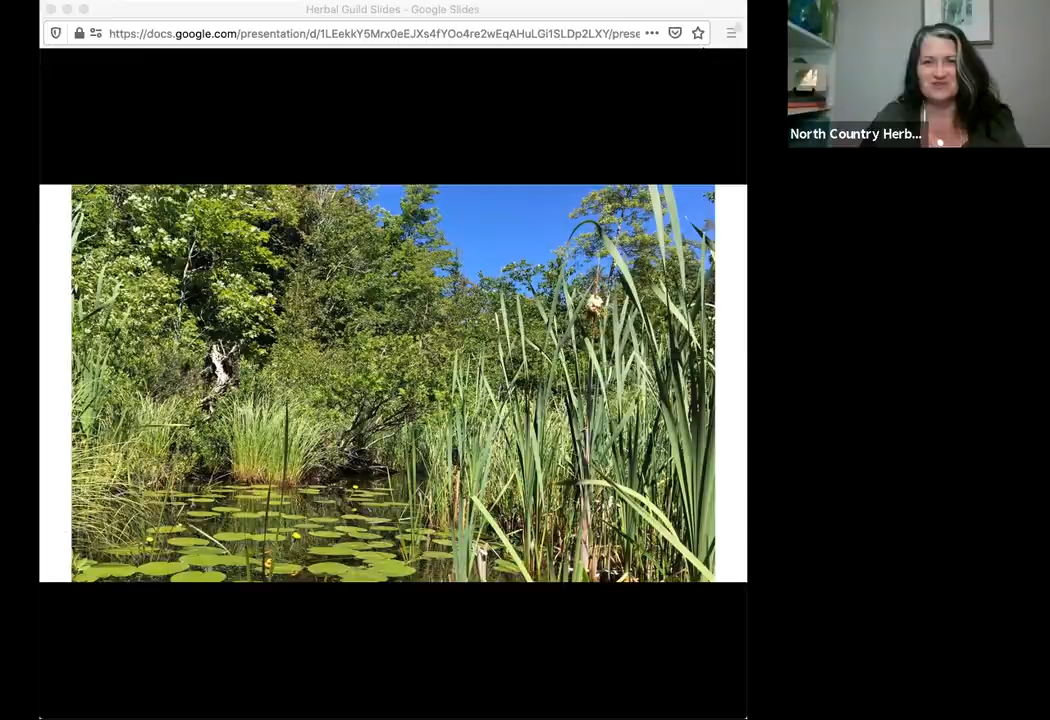 Herbal Guild Slides - Google Slides
https://docs.google.com/presentation/d/1LEekkY5Mrx0eEJXs4fYOo4re2wEqAHuLGi1SLDp2LXY/prese
North Country Herb...